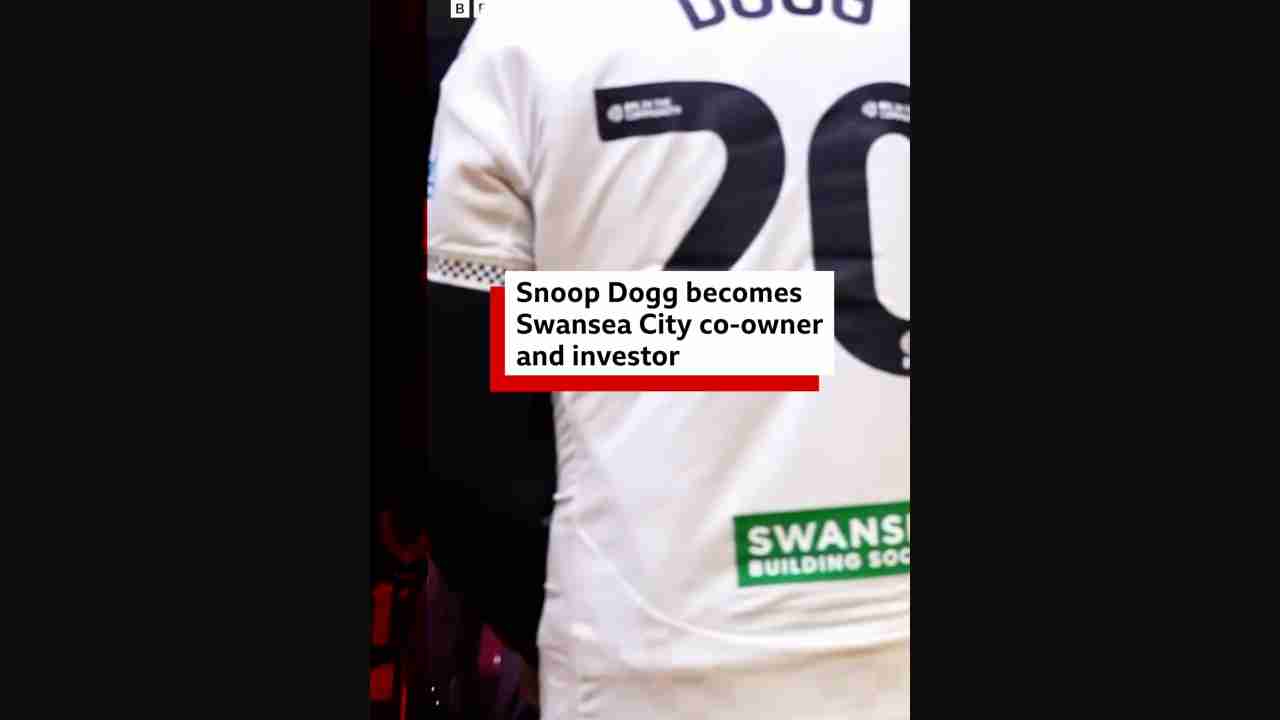 B
DOGG
20
Snoop Dogg becomes
Swansea City co-owner
and investor
SWANS
BUILDING SOC